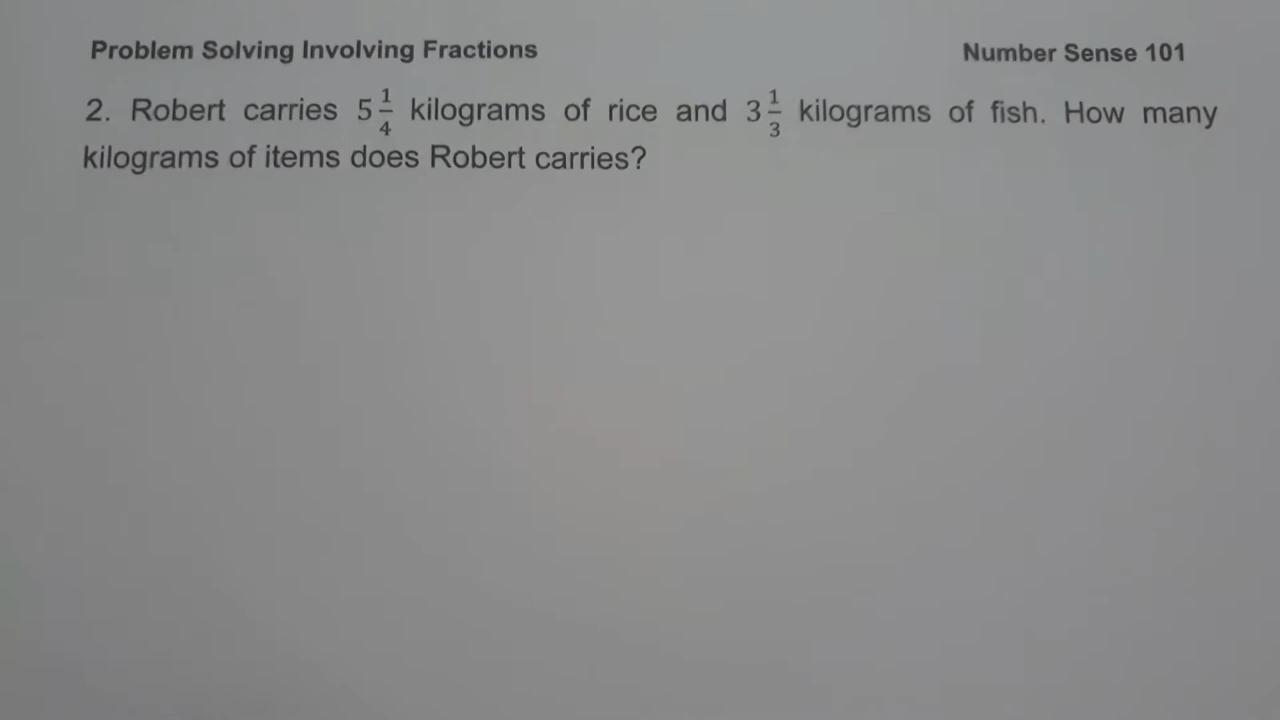 Problem Solving Involving Fractions Number Sense 101
2. Robert carries 5 1/4 kilograms of rice and 3 1/3 kilograms of fish. How many
kilograms of items does Robert carries?